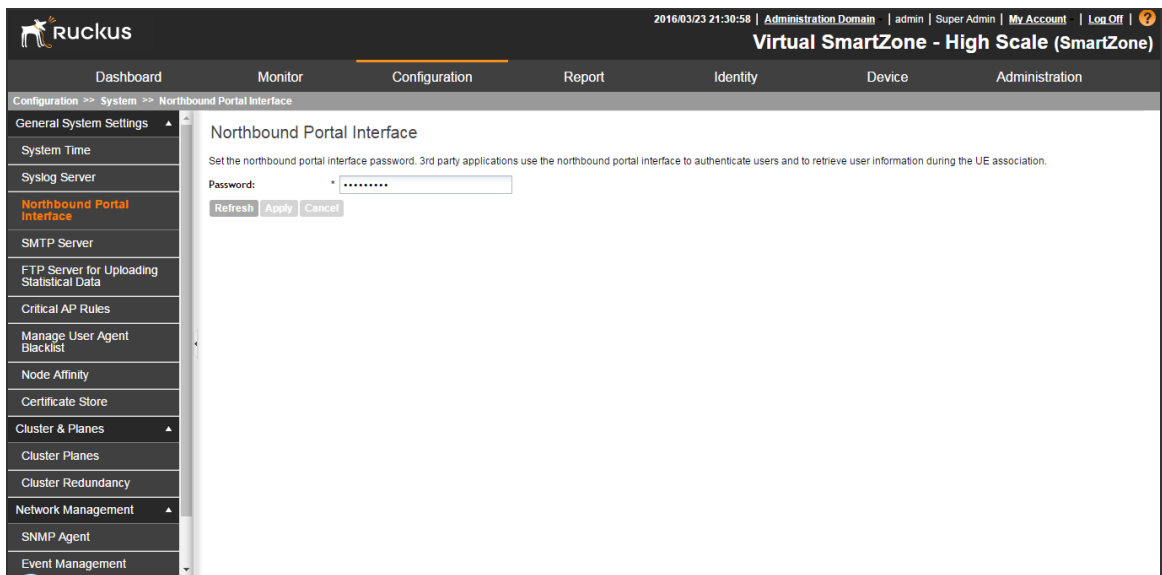 Ruckus
2016/03/23 21:30:58 | Administration Domain | admin | Super Admin | My Account | Log Off | ?
Virtual SmartZone - High Scale (SmartZone)
Dashboard Monitor Configuration Report Identity Device Administration
Configuration >> System >> Northbound Portal Interface
General System Settings
System Time
Syslog Server
Northbound Portal
Interface
SMTP Server
FTP Server for Uploading
Statistical Data
Critical AP Rules
Manage User Agent
Blacklist
Node Affinity
Certificate Store
Cluster & Planes
Cluster Planes
Cluster Redundancy
Network Management
SNMP Agent
Event Management
Northbound Portal Interface
Set the northbound portal interface password. 3rd party applications use the northbound portal interface to authenticate users and to retrieve user information during the UE association.
Password: * •••••••••
Refresh Apply Cancel